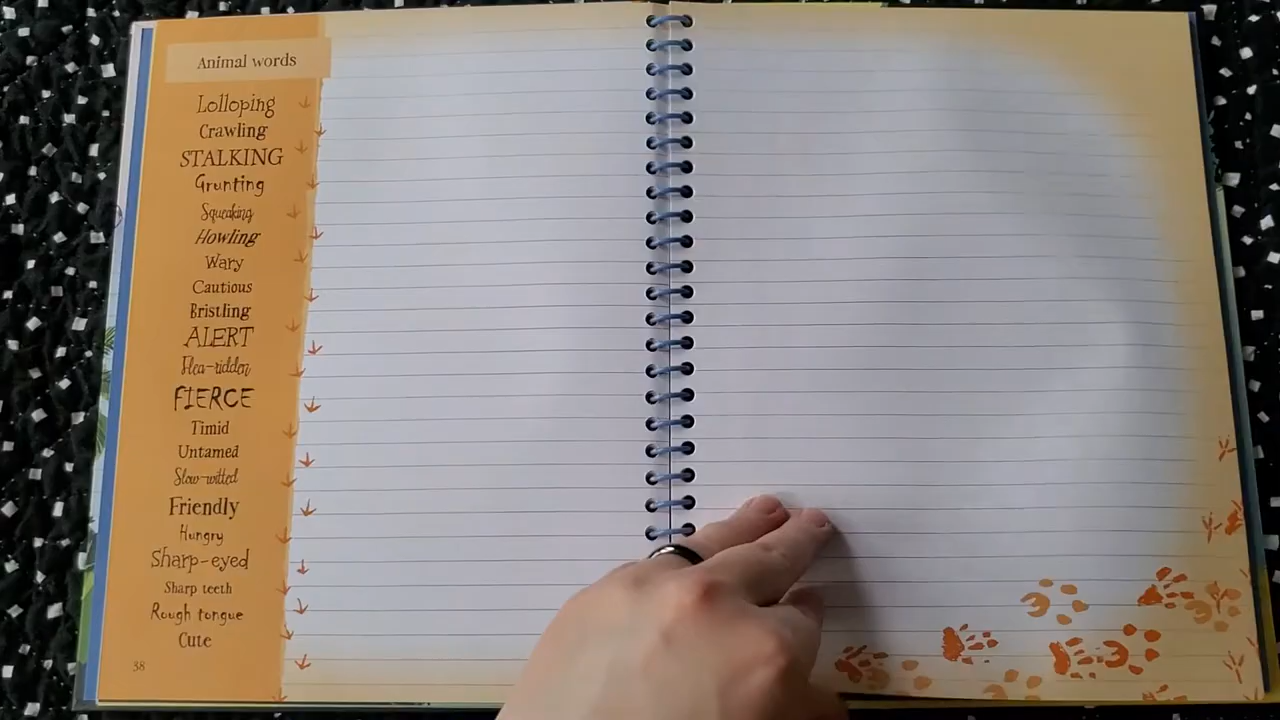 Animal words
Lolloping
Crawling
STALKING
Grunting
Squeaking
Howling
Wary
Cautious
Bristling
ALERT
Flea-ridden
FIERCE
Timid
Untamed
Slow-witted
Friendly
Hungry
Sharp-eyed
Sharp teeth
Rough tongue
Cute
38